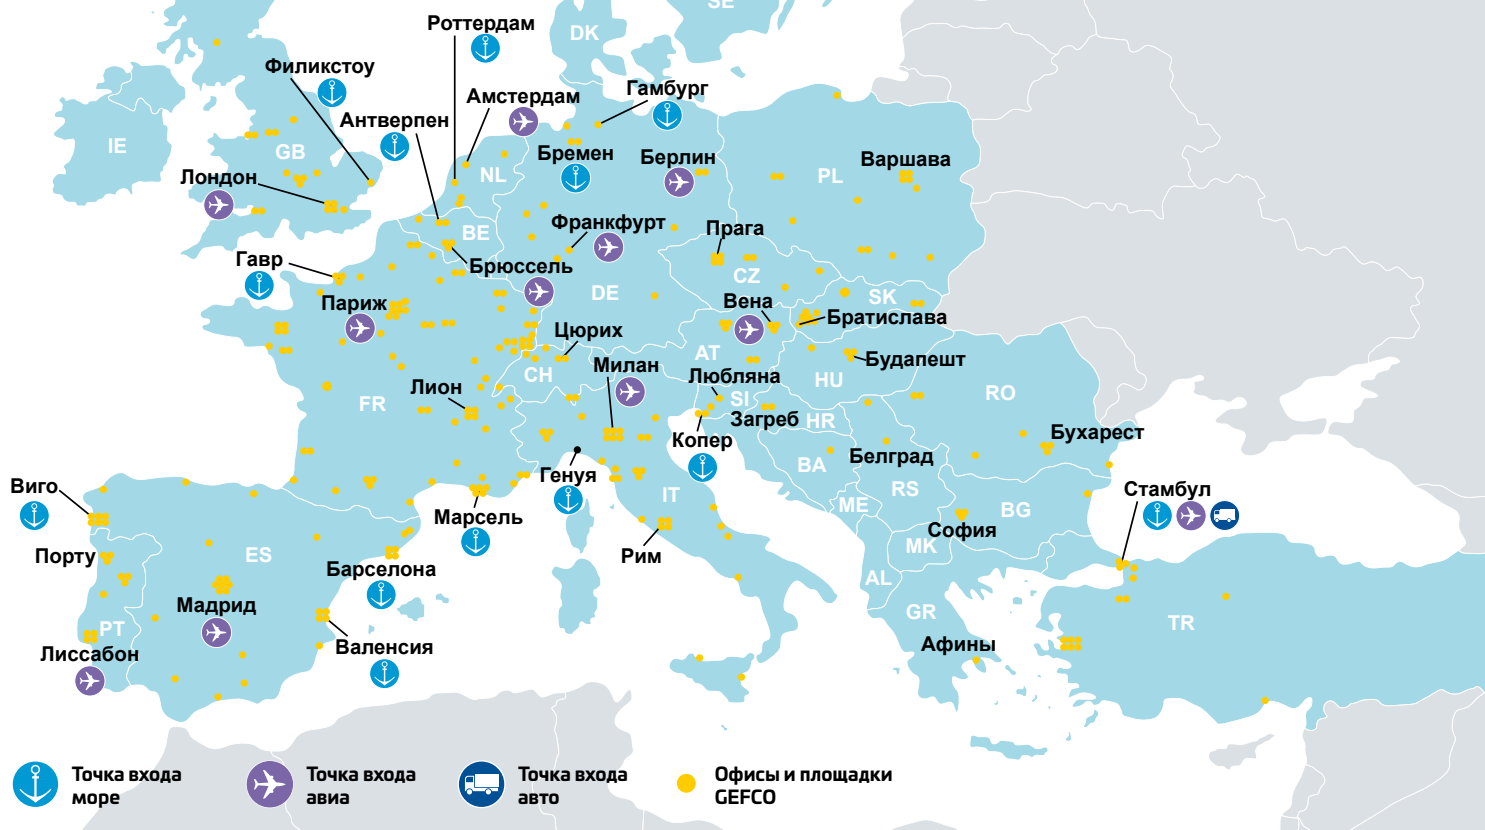 SE
Роттердам
DK
Филикстоу
Гамбург
Амстердам
Антверпен
IE
GB
Бремен
Берлин
Варшава
NL
PL
Лондон
Франкфурт
Прага
BE
Гавр
Брюссель
CZ
DE
SK
Париж
Вена
Братислава
Цюрих
AT
Милан
Будапешт
CH
Любляна
HU
Лион
FR
SI
RO
Загреб
HR
Бухарест
Копер
BA
Белград
Генуя
Виго
IT
RS
Стамбул
ME
BG
Марсель
София
Порту
ES
Рим
MK
Барселона
AL
Мадрид
GR
PT
TR
Валенсия
Афины
Лиссабон
Точка входа
море
Точка входа
авиа
Точка входа
авто
Офисы и площадки
GEFCO